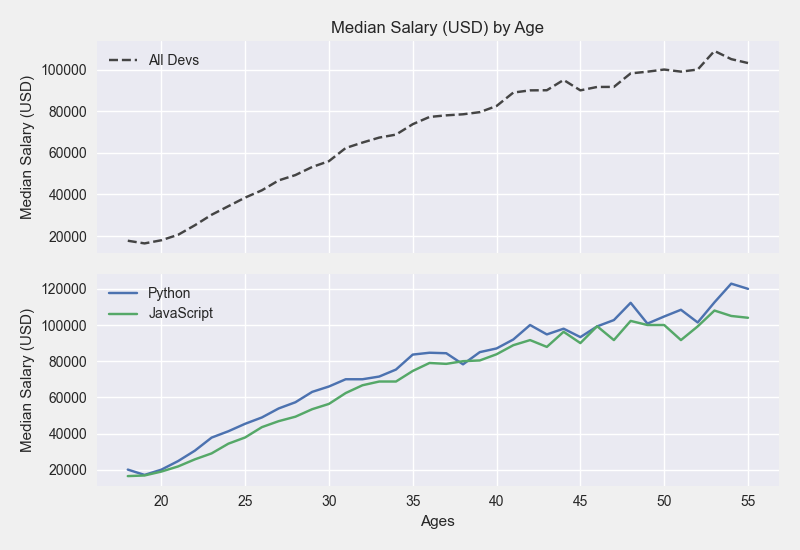 Median Salary (USD) by Age
Median Salary (USD)
100000
80000
60000
40000
20000
All Devs
Median Salary (USD)
120000
100000
80000
60000
40000
20000
Python
JavaScript
20 25 30 35 40 45 50 55
Ages